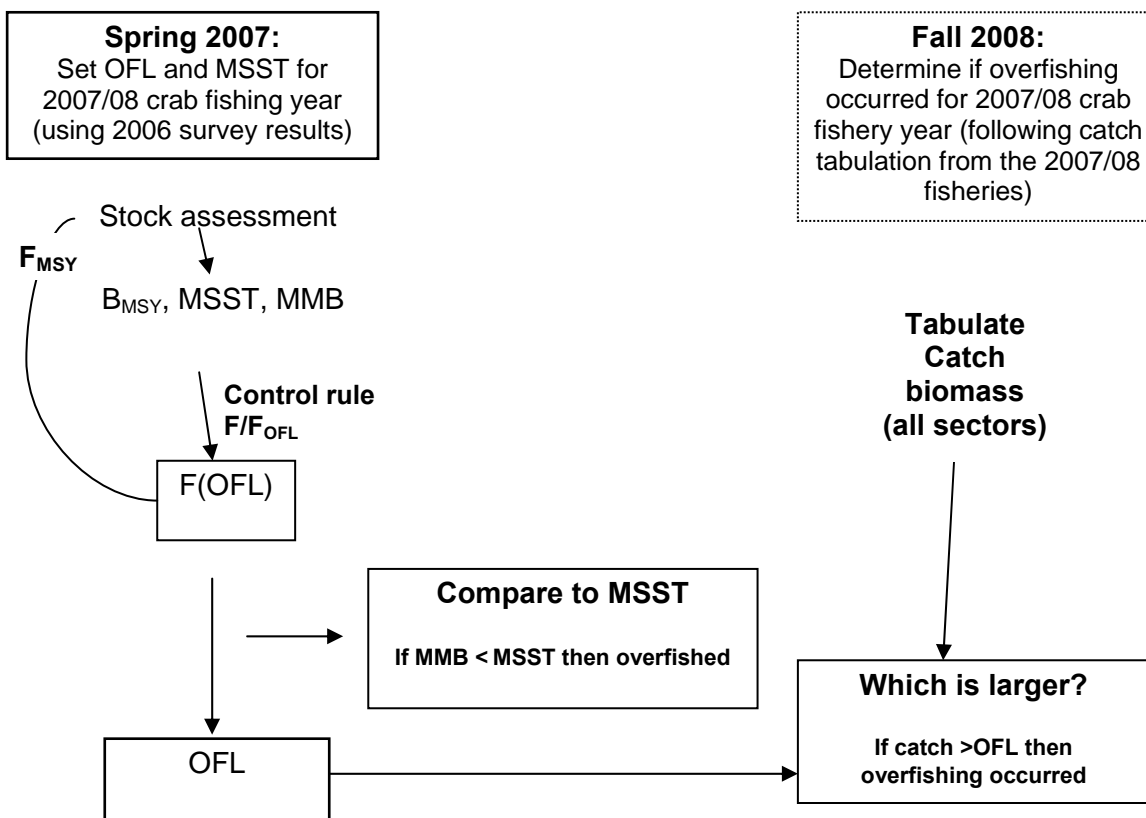 Spring 2007:
Set OFL and MSST for
2007/08 crab fishing year
(using 2006 survey results)
Fall 2008:
Determine if overfishing
occurred for 2007/08 crab
fishery year (following catch
tabulation from the 2007/08
fisheries)
Stock assessment
FMSY
BMSY, MSST, MMB
Control rule
F/FOFL
F(OFL)
Tabulate
Catch
biomass
(all sectors)
Compare to MSST
If MMB < MSST then overfished
Which is larger?
If catch >OFL then
overfishing occurred
OFL